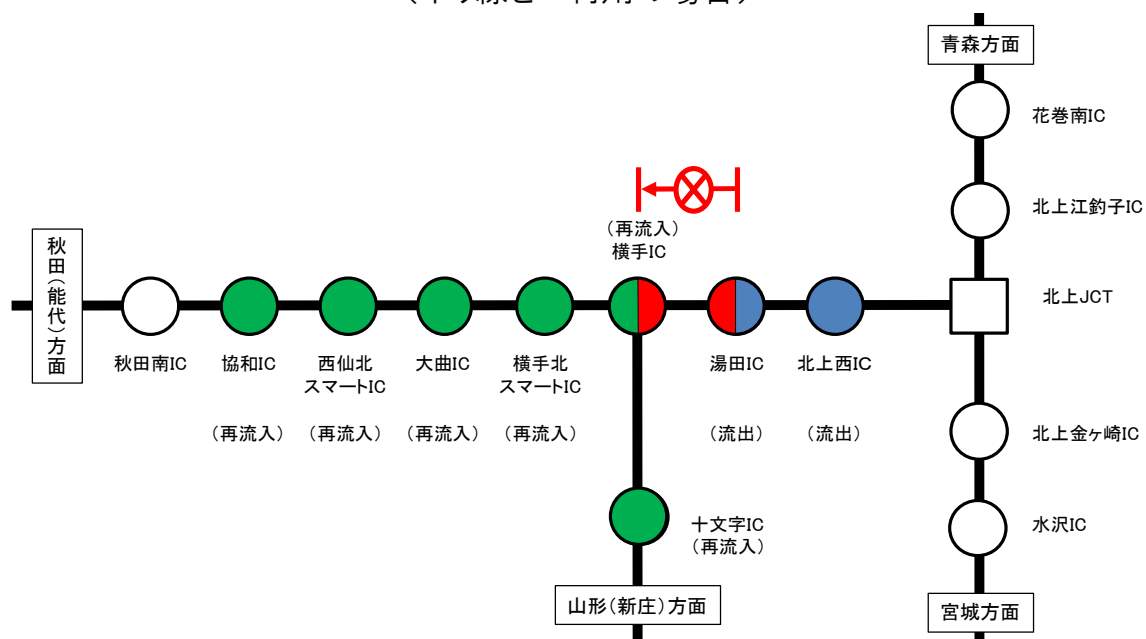 青森方面
花巻南IC
北上江釣子IC
(再流入)
横手IC
秋田(能代)方面
北上JCT
秋田南IC
協和IC
西仙北
スマートIC
大曲IC
横手北
スマートIC
湯田IC
北上西IC
(再流入)
(再流入)
(再流入)
(再流入)
(流出)
(流出)
北上金ヶ崎IC
十文字IC
(再流入)
水沢IC
山形(新庄)方面
宮城方面